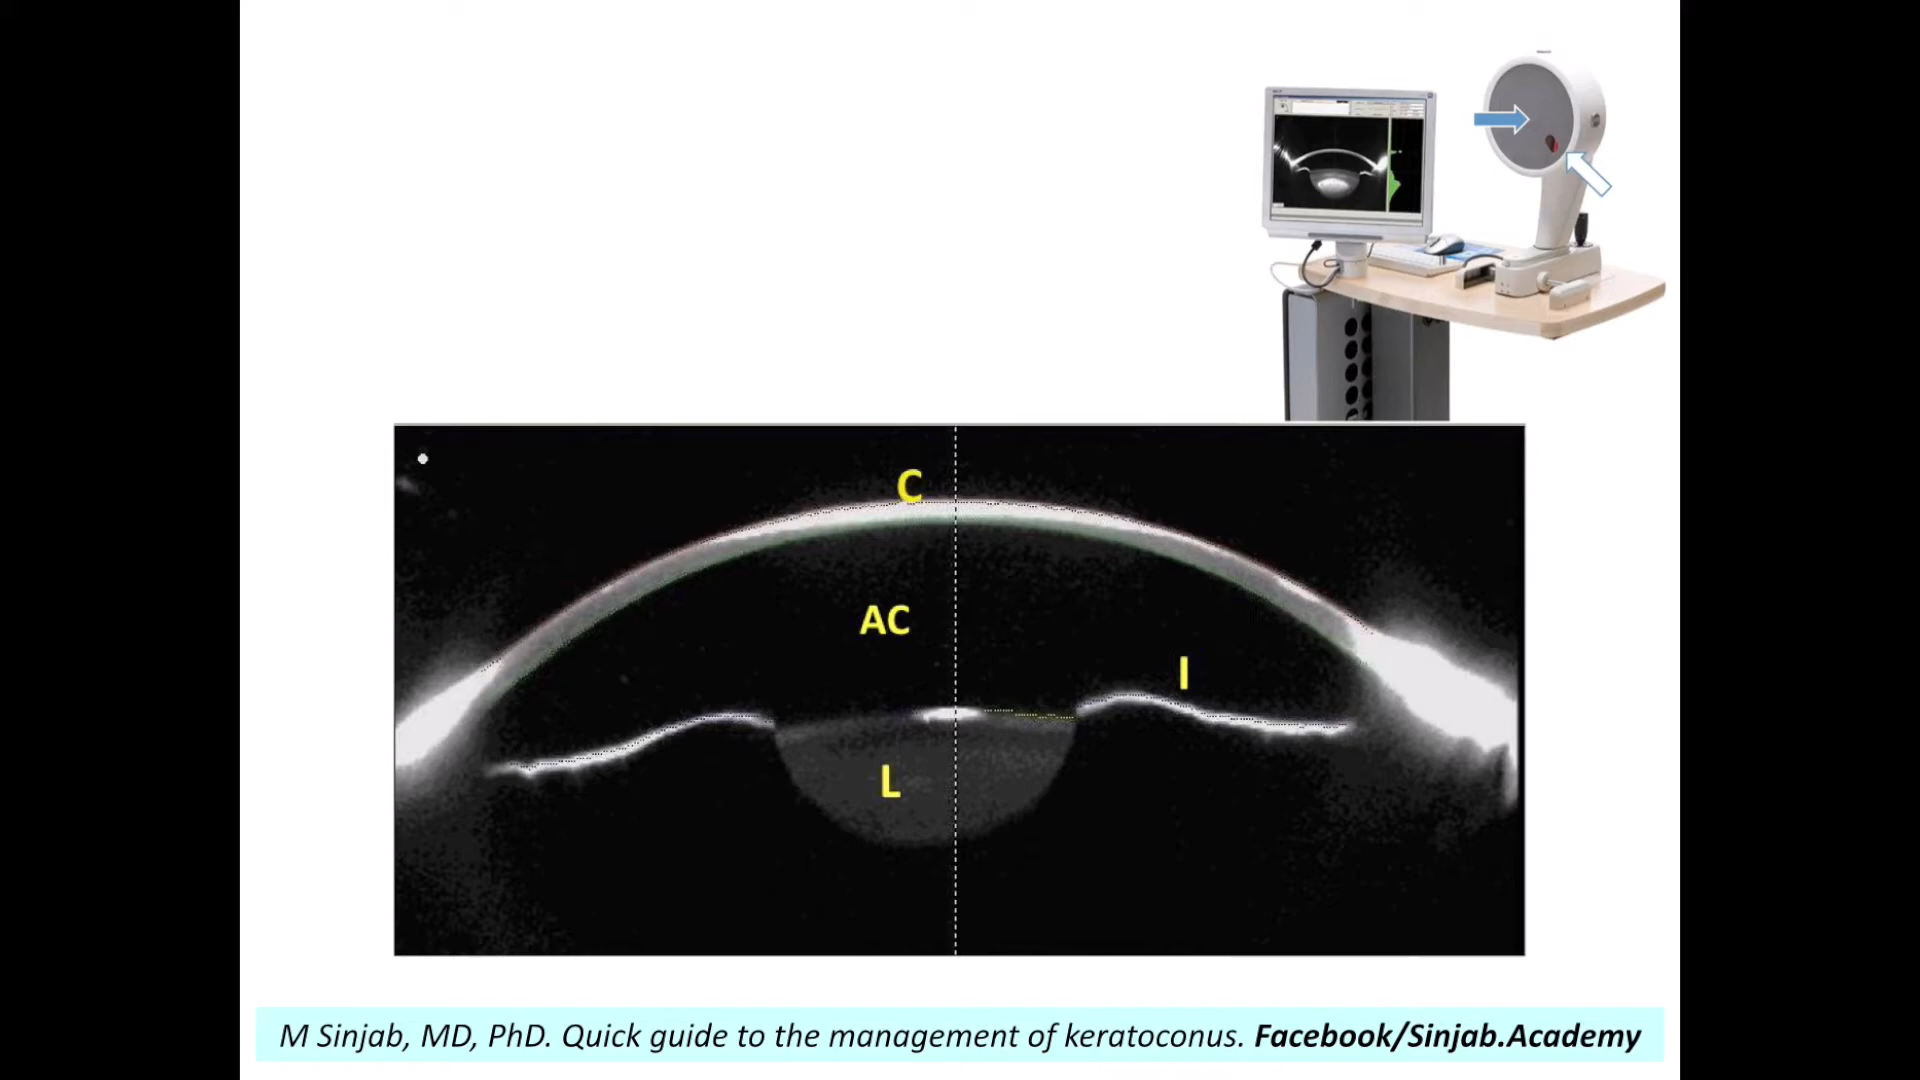 C
AC
I
L
M Sinjab, MD, PhD. Quick guide to the management of keratoconus. Facebook/Sinjab.Academy